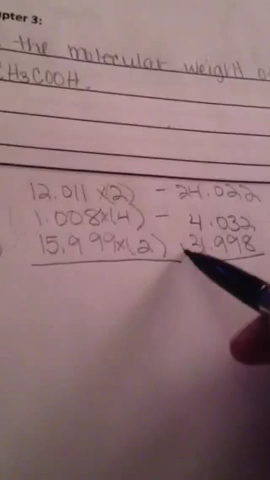 pter 3:
the molecular weight o
CH3COOH.
12.011 x(2) - 24.022
1.008x(4) - 4.032
15.999x(2) 31.998